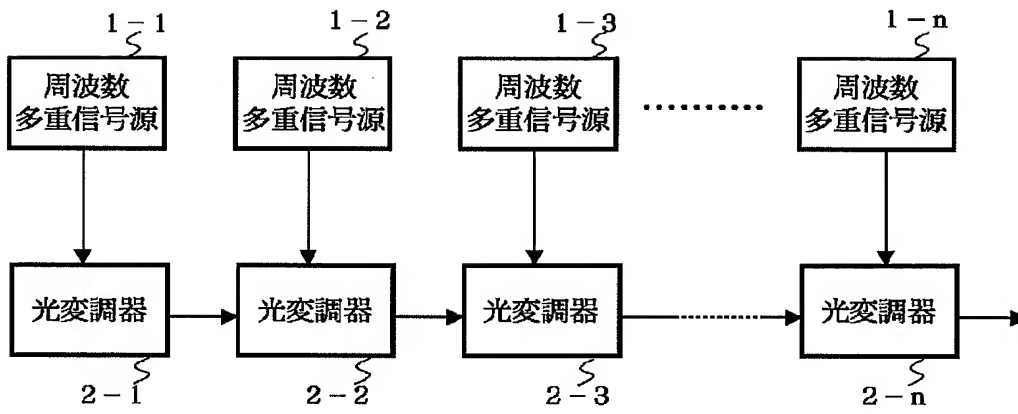 1-1
1-2
1-3
1-n
周波数
多重信号源
周波数
多重信号源
周波数
多重信号源
周波数
多重信号源
光変調器
光変調器
光変調器
光変調器
2-1
2-2
2-3
2-n